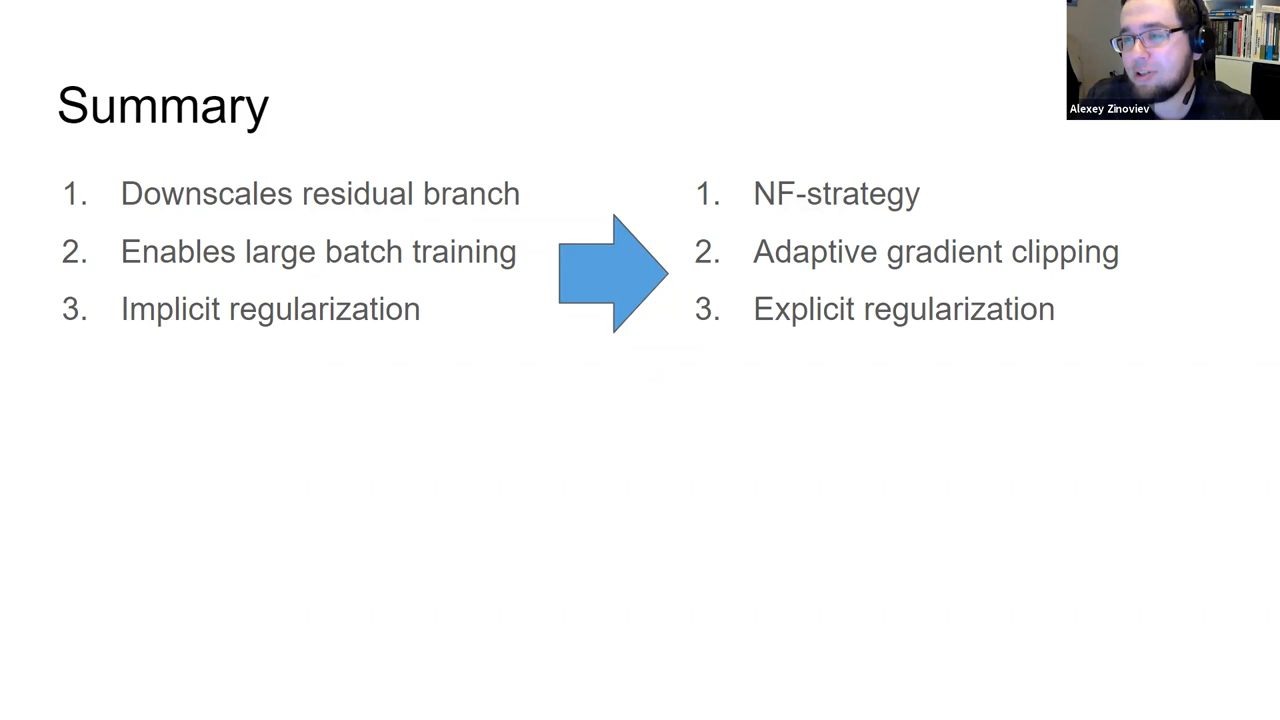 Alexey Zinoviev
Summary
1. Downscales residual branch
2. Enables large batch training
3. Implicit regularization
1. NF-strategy
2. Adaptive gradient clipping
3. Explicit regularization